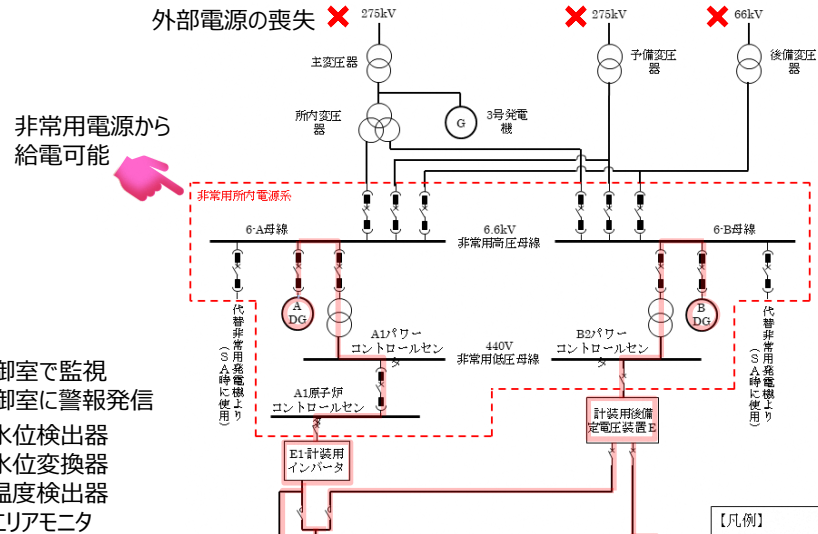 外部電源の喪失
275kV
275kV
66kV
主変圧器
予備変圧
器
後備変圧
器
所内変圧
器
G
3号発電
機
非常用電源から
給電可能
非常用所内電源系
6-A母線
6.6kV
非常用高圧母線
6-B母線
A
DG
B
DG
代替非常用発電機より
(SA時に使用)
代替非常用発電機より
(SA時に使用)
A1パワー
コントロールセン
タ
440V
非常用低圧母線
B2パワー
コントロールセン
タ
A1原子炉
コントロールセン
計装用後備
定電圧装置E
E1-計装用
インバータ
御室で監視
御室に警報発信
水位検出器
水位変換器
温度検出器
エリアモニタ
【凡例】